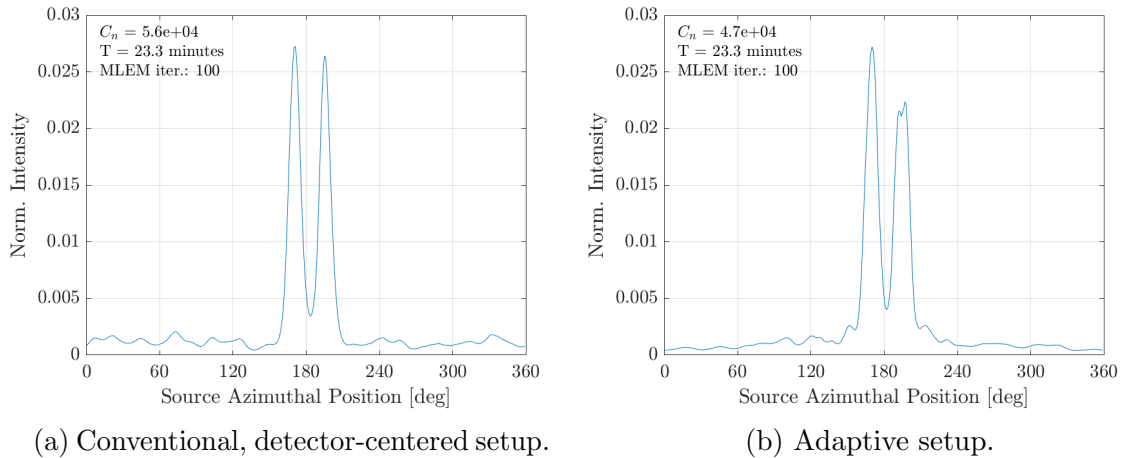 C_n = 5.6e+04
T = 23.3 minutes
MLEM iter.: 100
Norm. Intensity
0.03
0.025
0.02
0.015
0.01
0.005
0
0 60 120 180 240 300 360
Source Azimuthal Position [deg]
(a) Conventional, detector-centered setup.
C_n = 4.7e+04
T = 23.3 minutes
MLEM iter.: 100
Norm. Intensity
0.03
0.025
0.02
0.015
0.01
0.005
0
0 60 120 180 240 300 360
Source Azimuthal Position [deg]
(b) Adaptive setup.